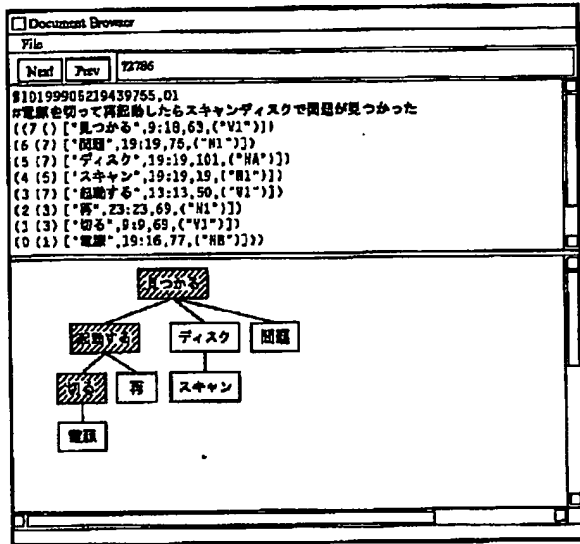 Document Browser
File
Next Prev 72786
$101999052194397 55,01
#電源を切って再起動したらスキャンディスクで問題が見つかった
((7 () ["見つかる",9:18,63,("V1")])
(6 (7) ["問題",19:19,75,("N1")])
(5 (7) ["ディスク",19:19,101,("NA")])
(4 (5) ["スキャン",19:19,19,("N1")])
(3 (7) ["起動する",13:13,50,("V1")])
(2 (3) ["再",23:23,69,("N1")])
(1 (3) ["切る",9:9,69,("V1")])
(0 (1) ["電源",19:16,77,("NB")]))
見つかる
起動する ディスク 問題
切る 再 スキャン
電源